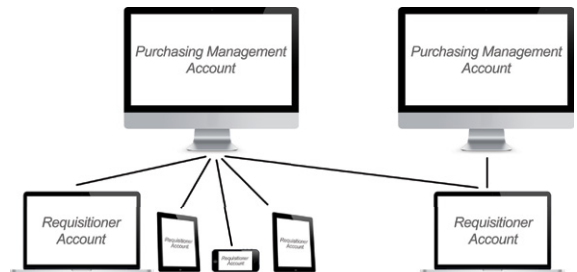 Purchasing Management
Account
Purchasing Management
Account
Requisitioner
Account
Requisitioner
Account
Requisitioner
Account
Requisitioner
Account
Requisitioner
Account